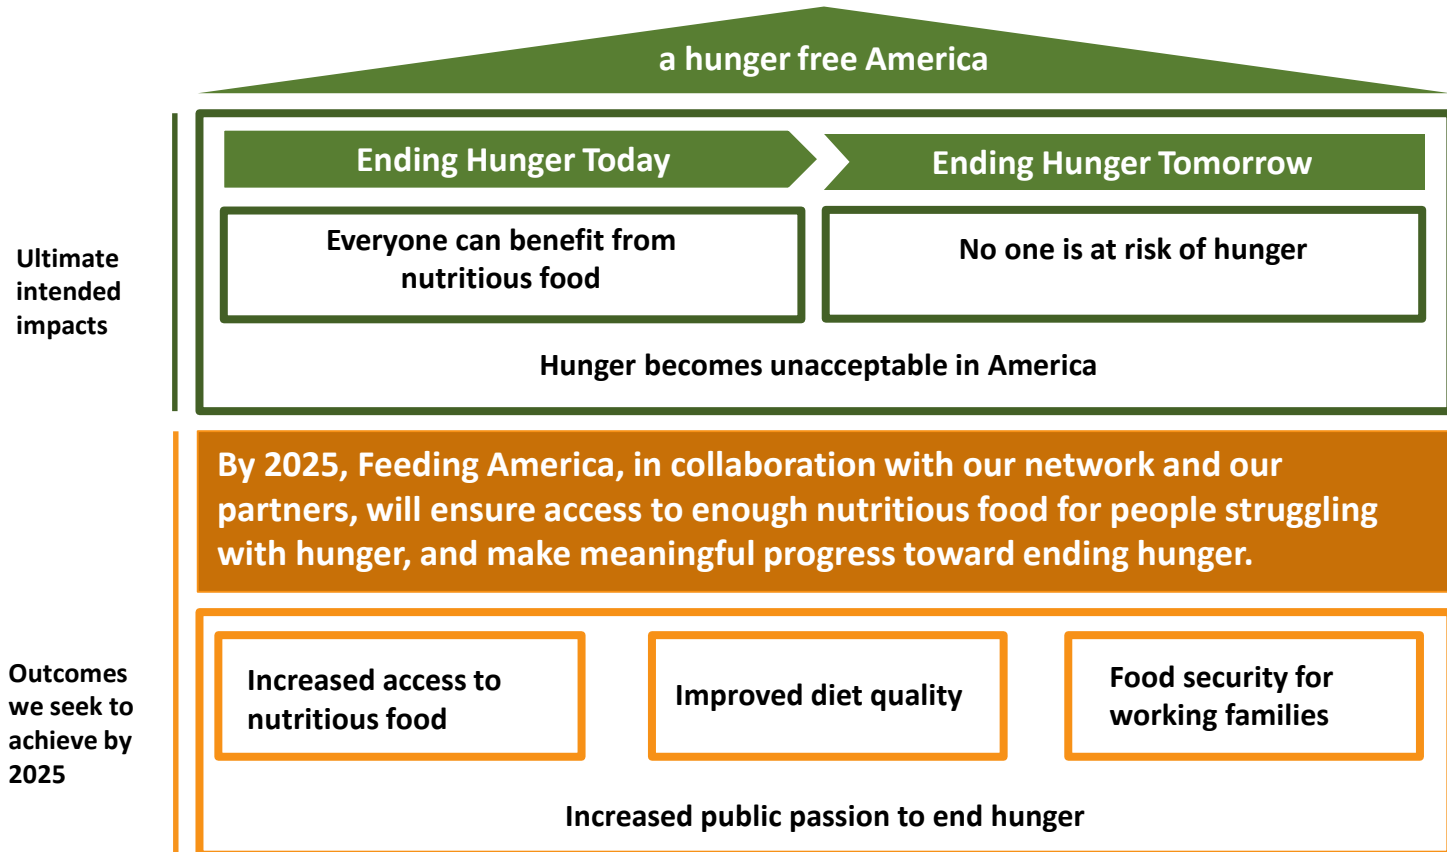 a hunger free America
Ending Hunger Today
Ending Hunger Tomorrow
Everyone can benefit from
nutritious food
No one is at risk of hunger
Ultimate
intended
impacts
Hunger becomes unacceptable in America
By 2025, Feeding America, in collaboration with our network and our
partners, will ensure access to enough nutritious food for people struggling
with hunger, and make meaningful progress toward ending hunger.
Outcomes
we seek to
achieve by
2025
Increased access to
nutritious food
Improved diet quality
Food security for
working families
Increased public passion to end hunger